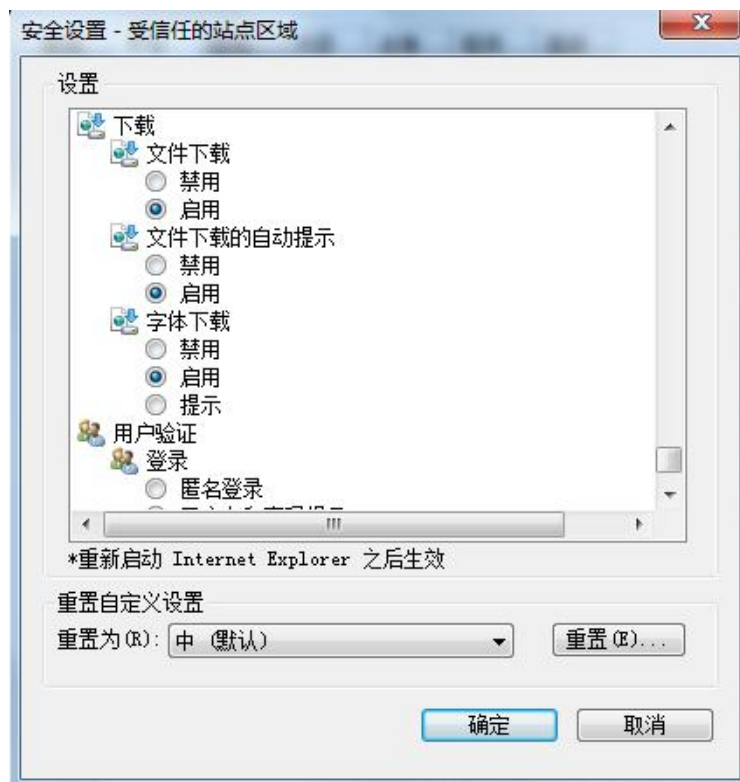 安全设置 - 受信任的站点区域
设置
下载
文件下载
禁用
启用
文件下载的自动提示
禁用
启用
字体下载
禁用
启用
提示
用户验证
登录
匿名登录
*重新启动 Internet Explorer 之后生效
重置自定义设置
重置为(R): 中 (默认) 重置(E)...
确定 取消